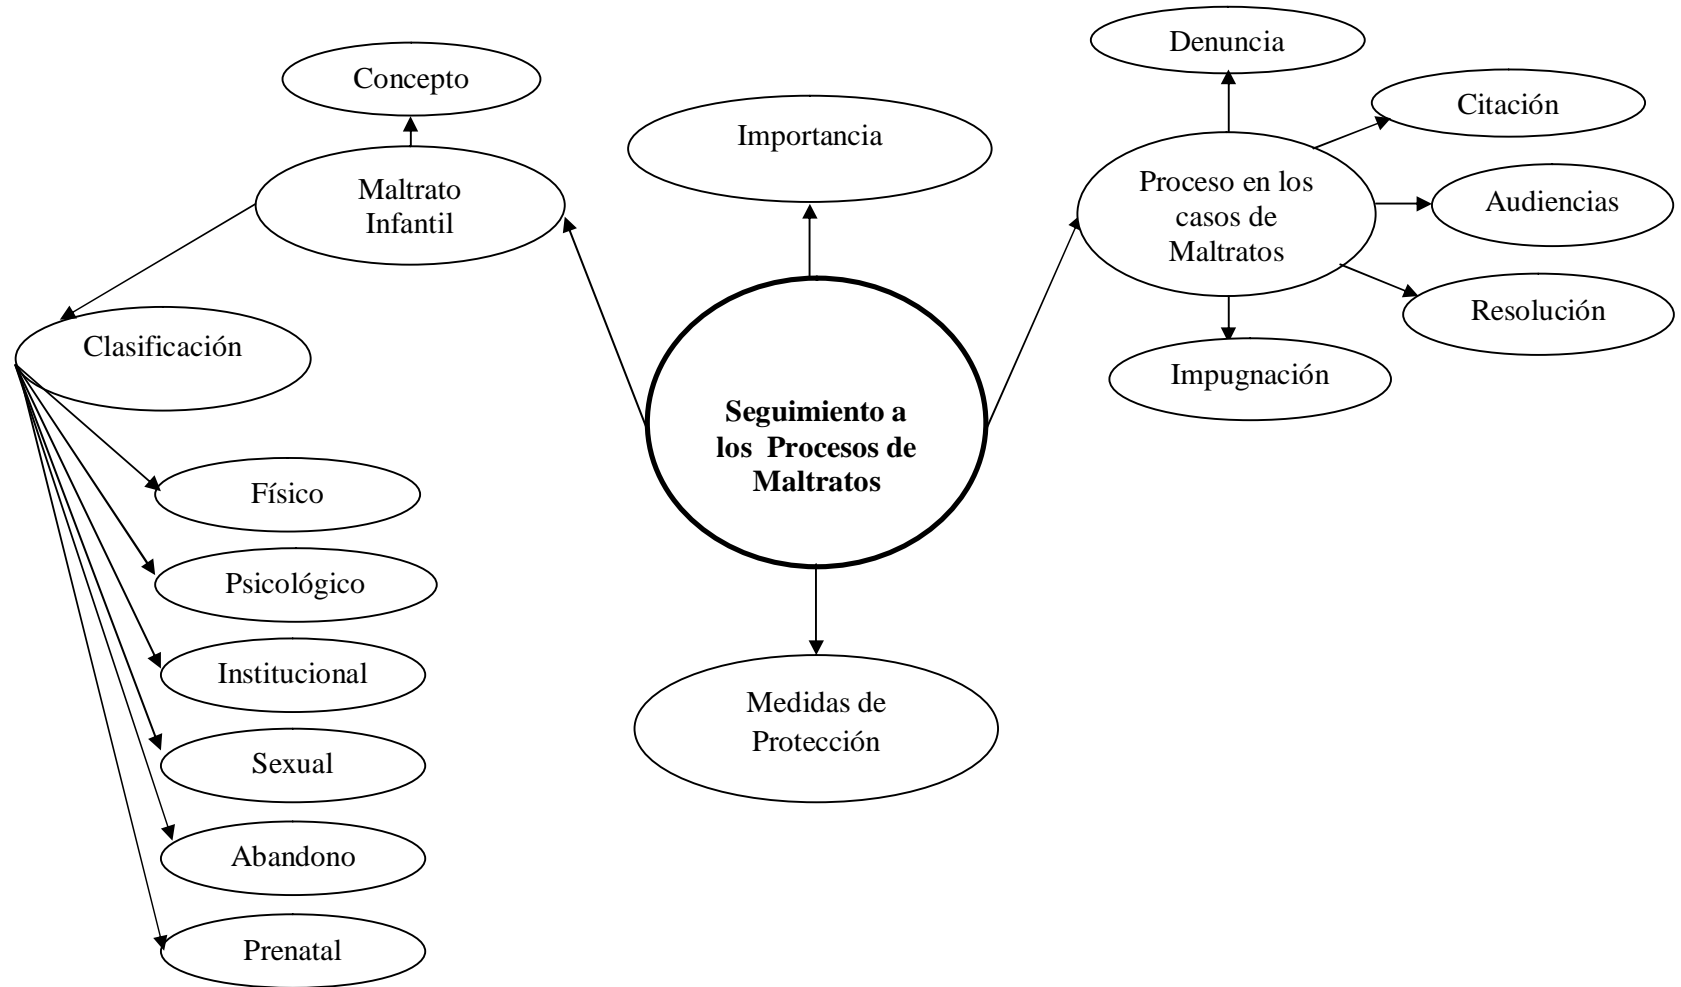 Concepto
Maltrato
Infantil
Clasificación
Físico
Psicológico
Institucional
Sexual
Abandono
Prenatal
Importancia
Seguimiento a
los Procesos de
Maltratos
Medidas de
Protección
Denuncia
Citación
Proceso en los
casos de
Maltratos
Audiencias
Resolución
Impugnación